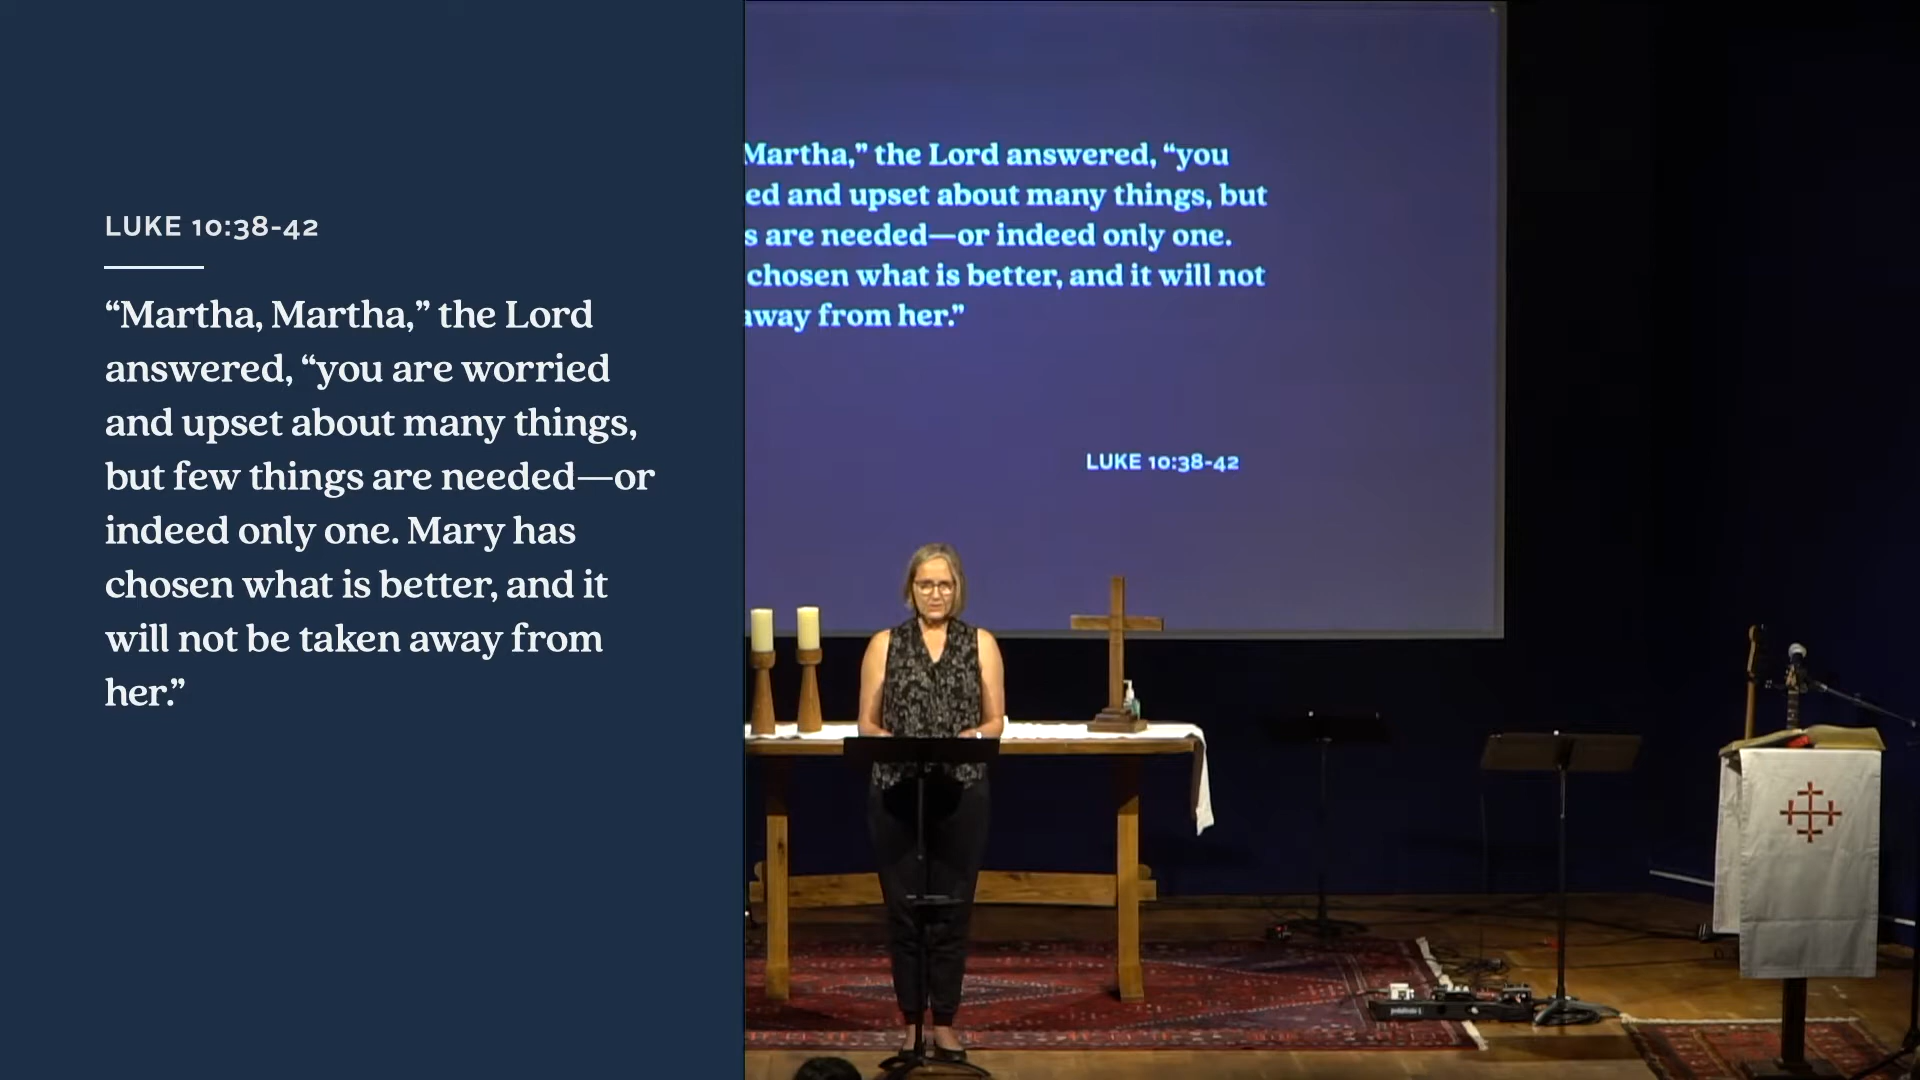 LUKE 10:38-42
“Martha, Martha,” the Lord
answered, “you are worried
and upset about many things,
but few things are needed—or
indeed only one. Mary has
chosen what is better, and it
will not be taken away from
her.”
Martha,” the Lord answered, “you
ed and upset about many things, but
s are needed—or indeed only one.
chosen what is better, and it will not
away from her.”
LUKE 10:38-42